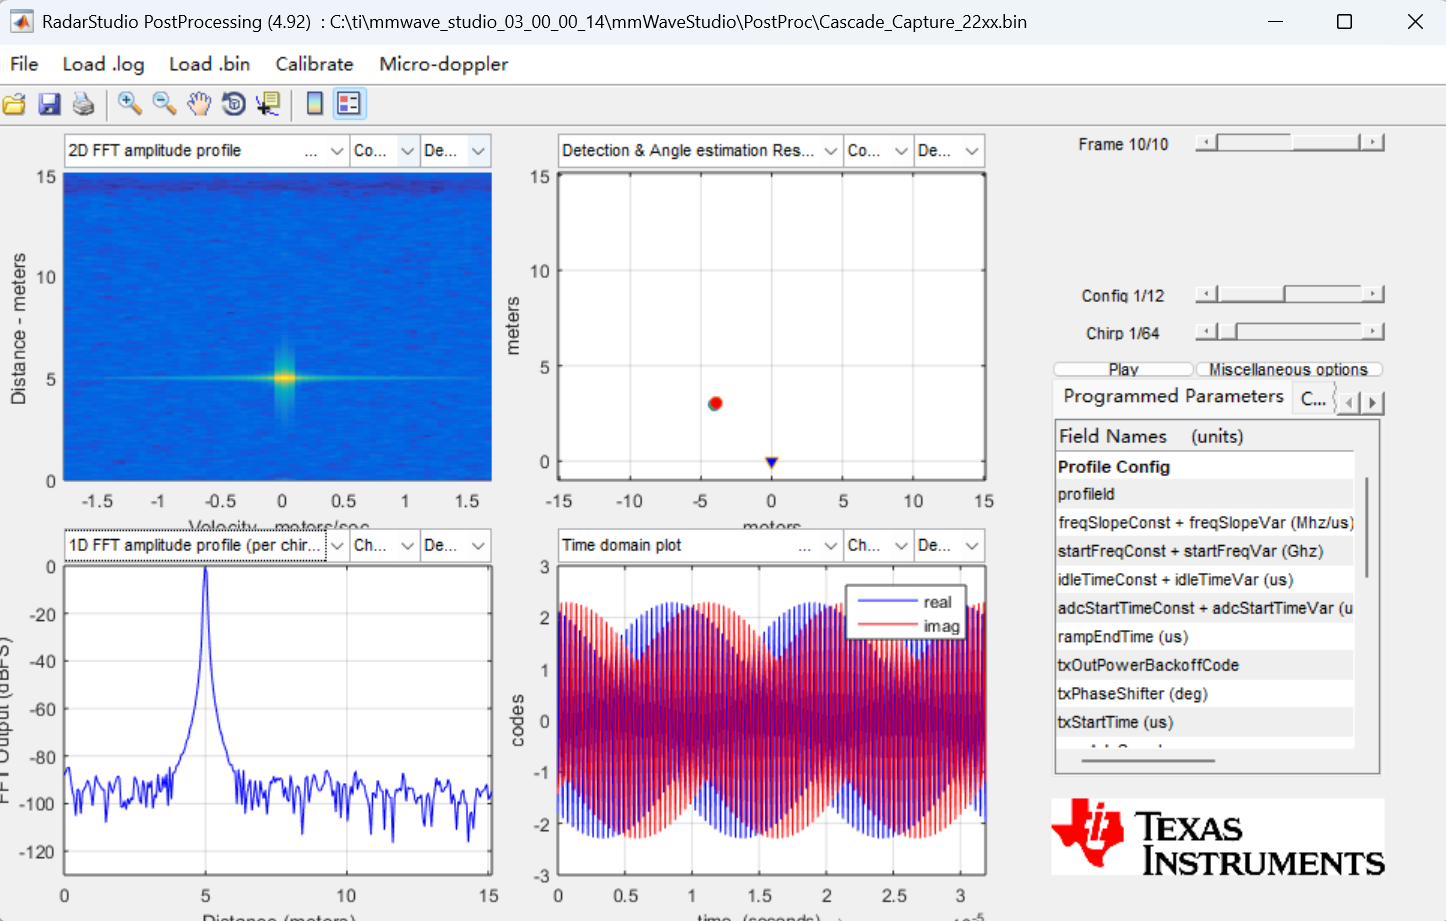 RadarStudio PostProcessing (4.92) : C:\ti\mmwave_studio_03_00_00_14\mmWaveStudio\PostProc\Cascade_Capture_22xx.bin
File Load .log Load .bin Calibrate Micro-doppler
2D FFT amplitude profile ... Co... De...
Detection & Angle estimation Res... Co... De...
Frame 10/10
15
10
5
0
Distance - meters
-1.5 -1 -0.5 0 0.5 1 1.5
Velocity - meters/sec
15
10
5
0
meters
-15 -10 -5 0 5 10 15
meters
Config 1/12
Chirp 1/64
Play Miscellaneous options
Programmed Parameters C...
Field Names (units)
Profile Config
profileId
freqSlopeConst + freqSlopeVar (Mhz/us)
startFreqConst + startFreqVar (Ghz)
idleTimeConst + idleTimeVar (us)
adcStartTimeConst + adcStartTimeVar (u
rampEndTime (us)
txOutPowerBackoffCode
txPhaseShifter (deg)
txStartTime (us)
1D FFT amplitude profile (per chir... Ch... De...
Time domain plot ... Ch... De...
0
-20
-40
-60
-80
-100
-120
FFT Output (dBFS)
0 5 10 15
Distance (meters)
3
2
1
0
-1
-2
-3
codes
real
imag
0 0.5 1 1.5 2 2.5 3
time (seconds)
10-5
TEXAS
INSTRUMENTS